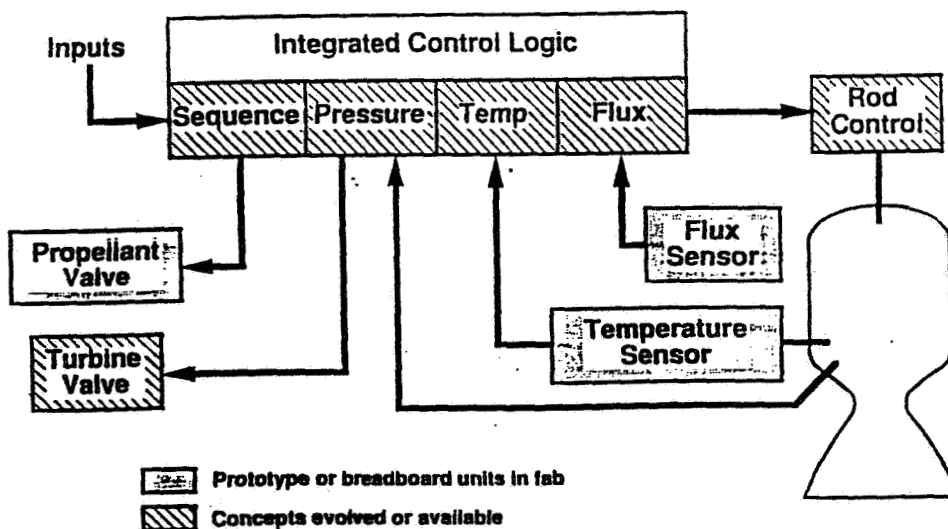 Inputs
Integrated Control Logic
Sequence
Pressure
Temp
Flux
Rod
Control
Propellant
Valve
Flux
Sensor
Temperature
Sensor
Turbine
Valve
Prototype or breadboard units in fab
Concepts evolved or available